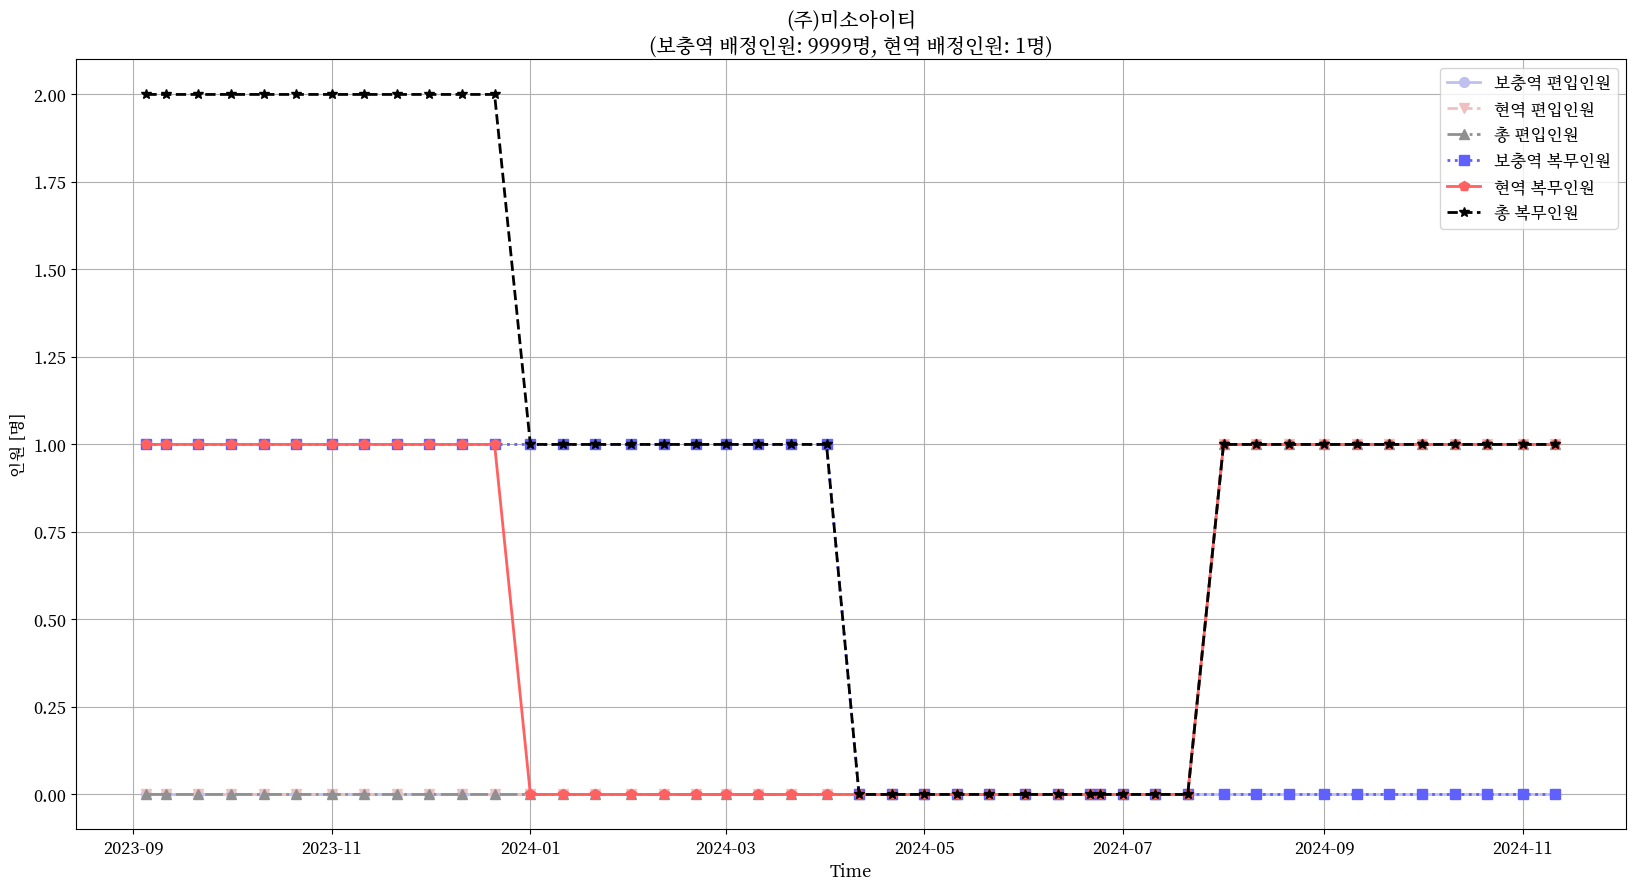 (주)미소아이티
(보충역 배정인원: 9999명, 현역 배정인원: 1명)
보충역 편입인원
현역 편입인원
총 편입인원
보충역 복무인원
현역 복무인원
총 복무인원
인원 [명]
2.00
1.75
1.50
1.25
1.00
0.75
0.50
0.25
0.00
2023-09
2023-11
2024-01
2024-03
2024-05
2024-07
2024-09
2024-11
Time